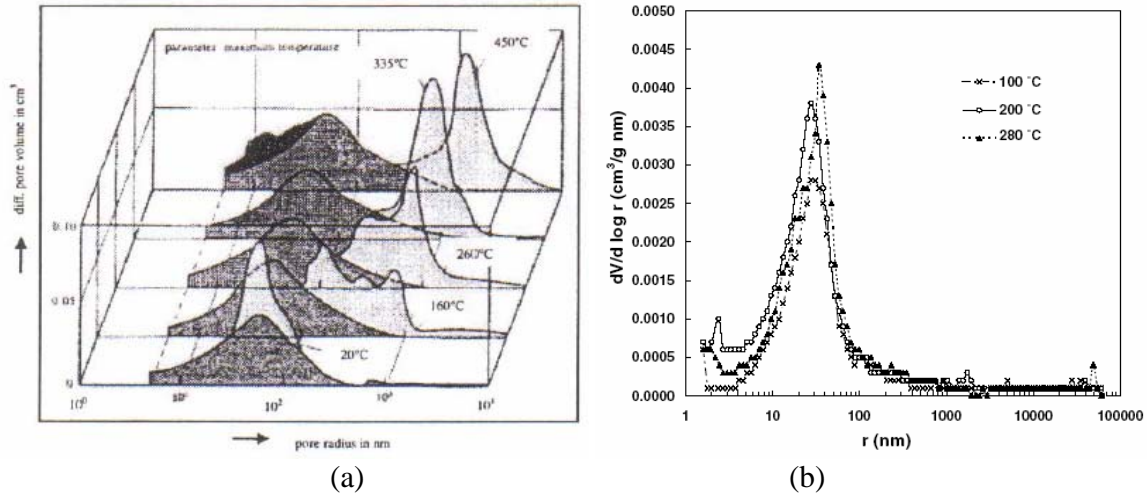 parameter maximum temperature
450°C
335°C
260°C
160°C
20°C
diff. pore volume in cm³
0.10
0.05
0
10⁰
10¹
10²
10³
pore radius in nm
(a)
0.0050
0.0045
0.0040
0.0035
0.0030
0.0025
0.0020
0.0015
0.0010
0.0005
0.0000
dV/d log r (cm³/g nm)
100 °C
200 °C
280 °C
1
10
100
1000
10000
100000
r (nm)
(b)